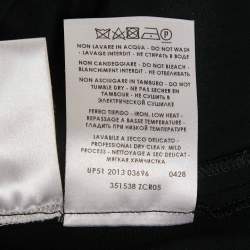 NON LAVARE IN ACQUA - DO NOT WASH
LAVAGE INTERDIT - НЕ СТИРАТЬ
NON CANDEGGIARE - DO NOT BLEACH -
BLANCHIMENT INTERDIT - НЕ ОТБЕЛИВАТЬ
NON ASCIUGARE IN TAMBURO - DO NOT
TUMBLE DRY - NE PAS SECHER EN
TAMBOUR - НЕ СУШИТЬ В
ЭЛЕКТРИЧЕСКОЙ СУШИЛКЕ
FERRO TIEPIDO - IRON, LOW HEAT -
REPASSAGE A BASSE TEMPERATURE -
ГЛАДИТЬ ПРИ НИЗКОЙ ТЕМПЕРАТУРЕ
LAVABILE A SECCO DELICATO -
PROFESSIONAL DRY CLEAN: MILD
PROCESS - NETTOYAGE A SEC DELICAT -
МЯГКАЯ ХИМЧИСТКА
UP51 2013 03696 0428
351538 ZCR05